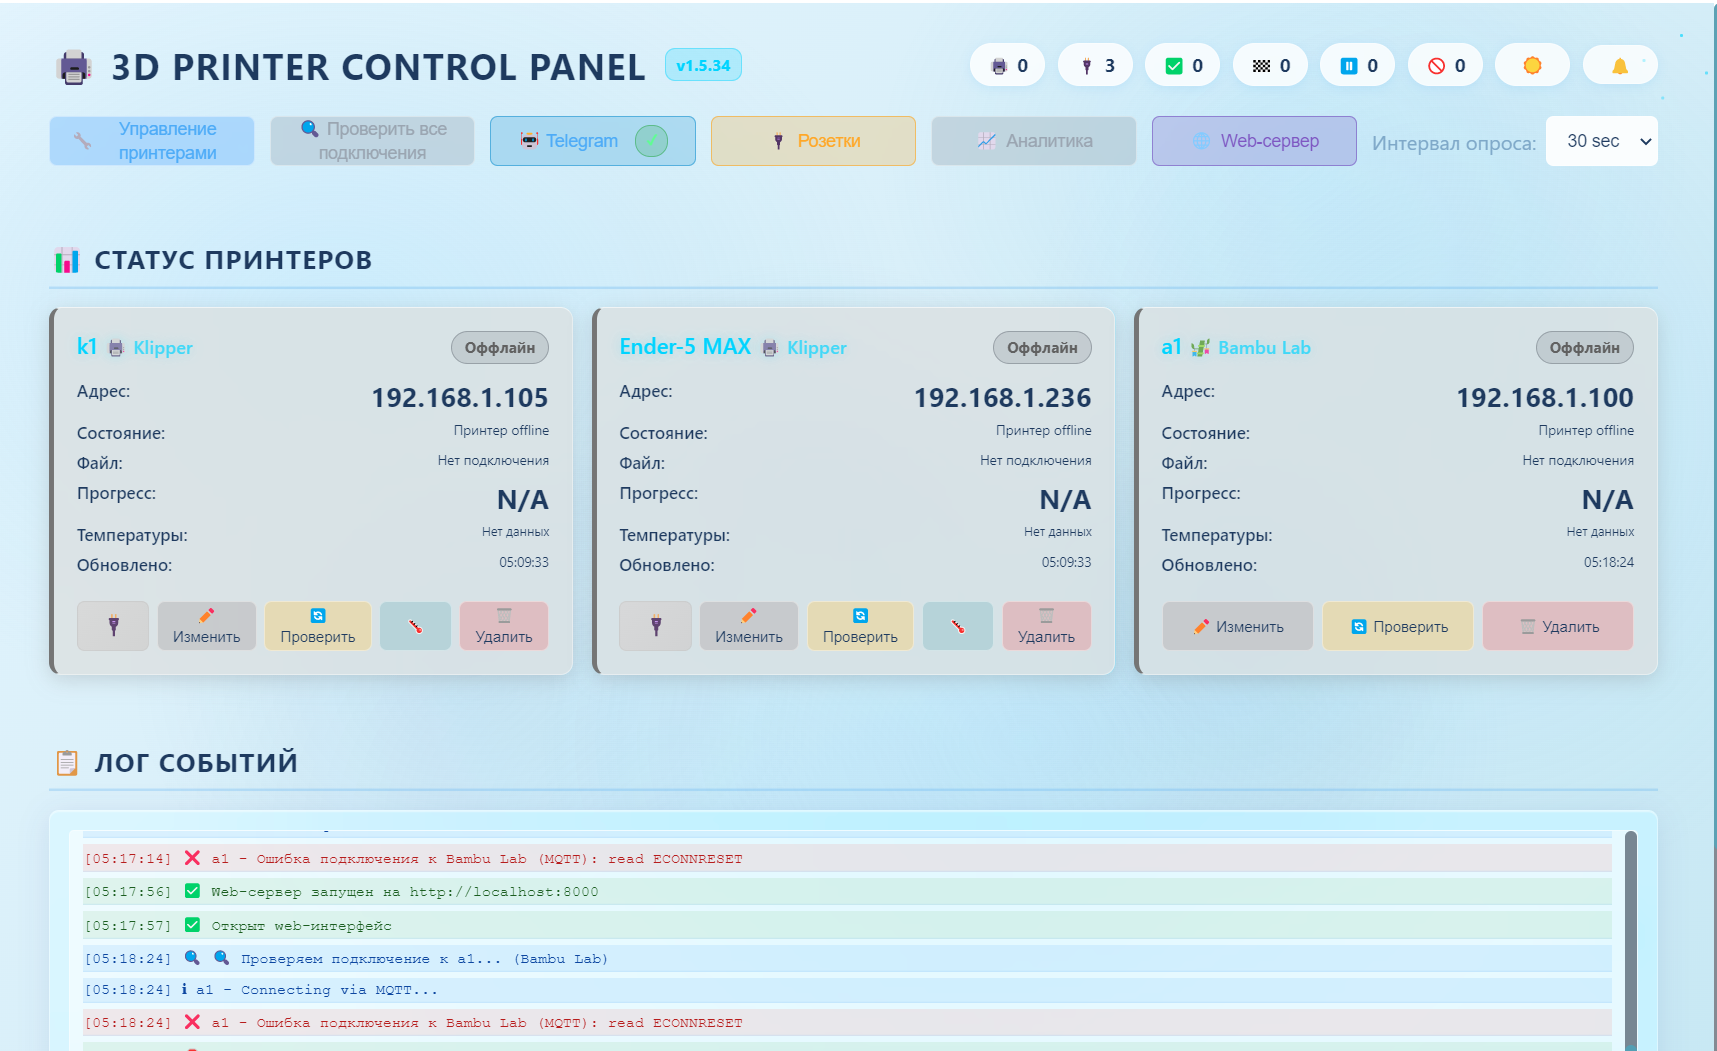 3D PRINTER CONTROL PANEL v1.5.34
0 3 0 0 0 0
Управление принтерами
Проверить все подключения
Telegram
Розетки
Аналитика
Web-сервер
Интервал опроса: 30 sec
СТАТУС ПРИНТЕРОВ
k1 Klipper Оффлайн
Адрес: 192.168.1.105
Состояние: Принтер offline
Файл: Нет подключения
Прогресс: N/A
Температуры: Нет данных
Обновлено: 05:09:33
Изменить Проверить Удалить
Ender-5 MAX Klipper Оффлайн
Адрес: 192.168.1.236
Состояние: Принтер offline
Файл: Нет подключения
Прогресс: N/A
Температуры: Нет данных
Обновлено: 05:09:33
Изменить Проверить Удалить
a1 Bambu Lab Оффлайн
Адрес: 192.168.1.100
Состояние: Принтер offline
Файл: Нет подключения
Прогресс: N/A
Температуры: Нет данных
Обновлено: 05:18:24
Изменить Проверить Удалить
ЛОГ СОБЫТИЙ
[05:17:14] ❌ a1 - Ошибка подключения к Bambu Lab (MQTT): read ECONNRESET
[05:17:56] ✅ Web-сервер запущен на http://localhost:8000
[05:17:57] ✅ Открыт web-интерфейс
[05:18:24] 🔍 🔍 Проверяем подключение к a1... (Bambu Lab)
[05:18:24] ℹ a1 - Connecting via MQTT...
[05:18:24] ❌ a1 - Ошибка подключения к Bambu Lab (MQTT): read ECONNRESET